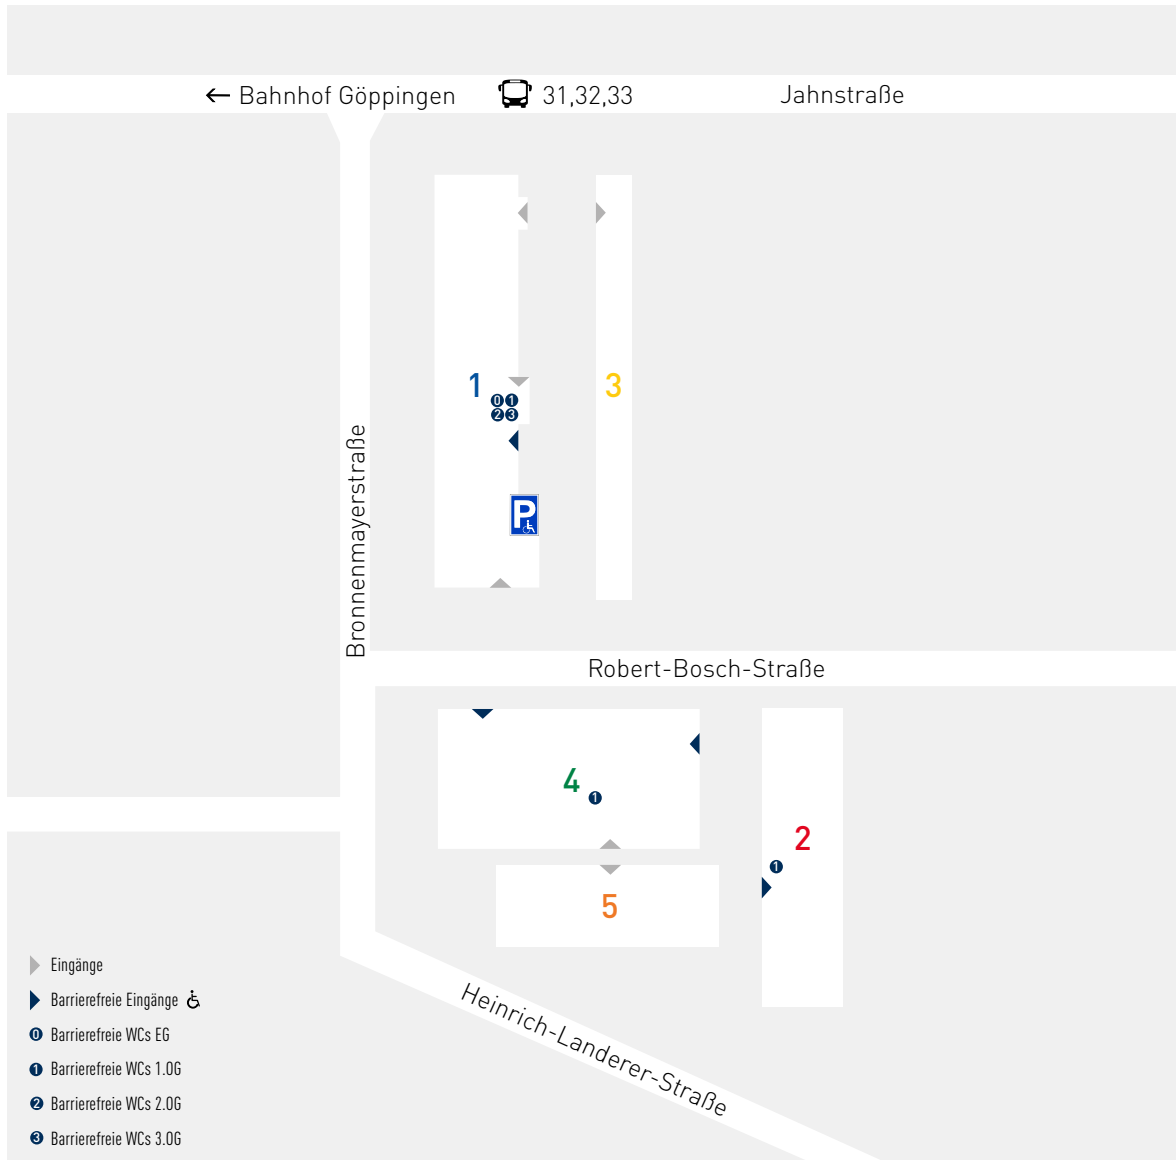 ← Bahnhof Göppingen 31,32,33 Jahnstraße
1
0 1
2 3
3
P
Bronnenmayerstraße
Robert-Bosch-Straße
4
1
2
1
5
Heinrich-Landerer-Straße
Eingänge
Barrierefreie Eingänge
0 Barrierefreie WCs EG
1 Barrierefreie WCs 1.OG
2 Barrierefreie WCs 2.OG
3 Barrierefreie WCs 3.OG